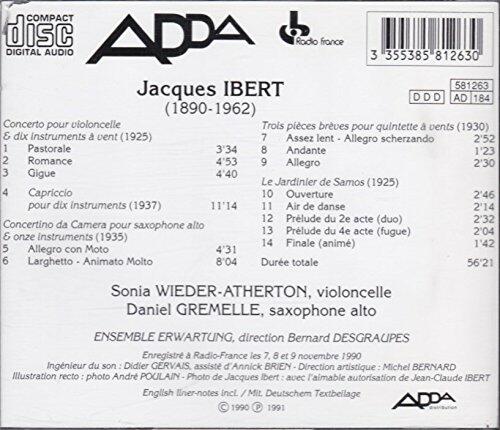 COMPACT
disc
DIGITAL AUDIO
ADDA
Radio france
3 355385 812630
Jacques IBERT
(1890-1962)
581263
D D D AD 184
Concerto pour violoncelle
& dix instruments à vent (1925)
1 Pastorale 3'34
2 Romance 4'53
3 Gigue 4'40
4 Capriccio
pour dix instruments (1937) 11'14
Concertino da Camera pour saxophone alto
& onze instruments (1935)
5 Allegro con Moto 4'31
6 Larghetto - Animato Molto 8'04
Trois pièces brèves pour quintette à vents (1930)
7 Assez lent - Allegro scherzando 2'52
8 Andante 1'23
9 Allegro 2'30
Le Jardinier de Samos (1925)
10 Ouverture 2'46
11 Air de danse 2'14
12 Prélude du 2e acte (duo) 2'32
13 Prélude du 4e acte (fugue) 2'04
14 Finale (animé) 1'42
Durée totale 56'21
Sonia WIEDER-ATHERTON, violoncelle
Daniel GREMELLE, saxophone alto
ENSEMBLE ERWARTUNG, direction Bernard DESGRAUPES
Enregistré à Radio-France les 7, 8 et 9 novembre 1990
Ingénieur du son : Didier GERVAIS, assisté d'Annick BRIEN - Direction artistique : Michel BERNARD
Illustration recto : photo André POULAIN - Photo de Jacques Ibert : avec l'aimable autorisation de Jean-Claude IBERT
English liner-notes incl. / Mit. Deutschem Textbeilage
© 1990 Ⓟ 1991
ADDA
distribution